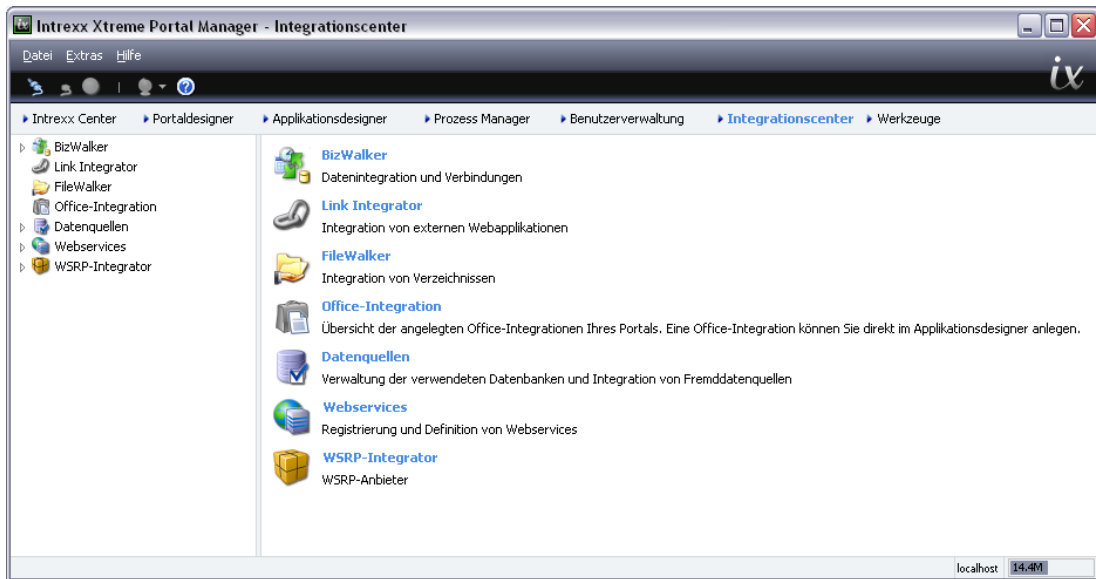 Intrexx Xtreme Portal Manager - Integrationscenter
Datei Extras Hilfe
ix
Intrexx Center Portaldesigner Applikationsdesigner Prozess Manager Benutzerverwaltung Integrationscenter Werkzeuge
BizWalker
Link Integrator
FileWalker
Office-Integration
Datenquellen
Webservices
WSRP-Integrator
BizWalker
Datenintegration und Verbindungen
Link Integrator
Integration von externen Webapplikationen
FileWalker
Integration von Verzeichnissen
Office-Integration
Übersicht der angelegten Office-Integrationen Ihres Portals. Eine Office-Integration können Sie direkt im Applikationsdesigner anlegen.
Datenquellen
Verwaltung der verwendeten Datenbanken und Integration von Fremddatenquellen
Webservices
Registrierung und Definition von Webservices
WSRP-Integrator
WSRP-Anbieter
localhost 14.4M